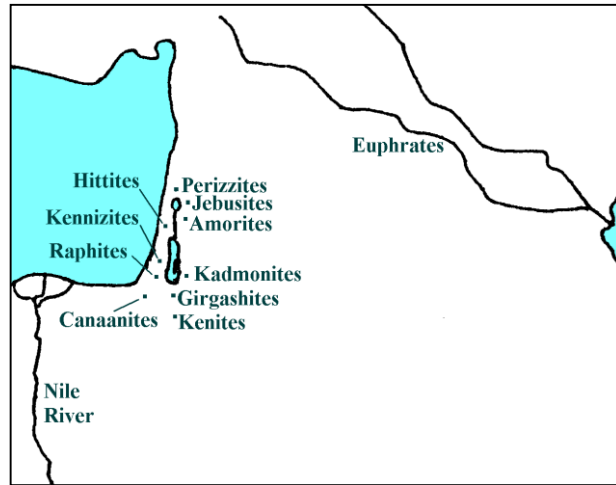 Euphrates
Hittites
Perizzites
Jebusites
Kennizites
Amorites
Raphites
Kadmonites
Girgashites
Canaanites
Kenites
Nile
River